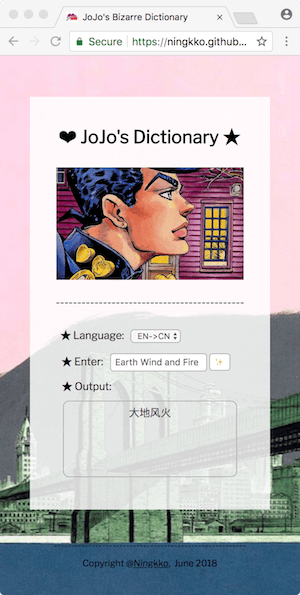 JoJo's Bizarre Dictionary
Secure https://ningkko.github...
❤ JoJo's Dictionary ★
★ Language: EN->CN
★ Enter: Earth Wind and Fire ✨
★ Output:
大地风火
Copyright @Ningkko, June 2018